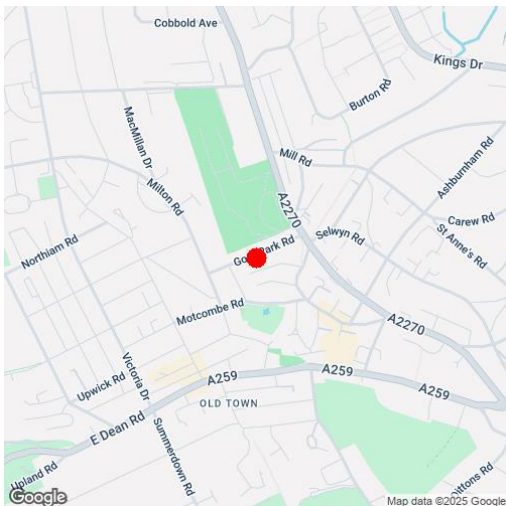 Cobbold Ave
Kings Dr
Burton Rd
MacMillan Dr
Mill Rd
Ashburnham Rd
Milton Rd
A2270
Carew Rd
Selwyn Rd
St Anne's Rd
Northiam Rd
Park Rd
Motcombe Rd
A2270
Victoria Dr
A259
A259
Upwick Rd
A259
OLD TOWN
E Dean Rd
Summerdown Rd
Upland Rd
Google
Map data ©2025 Google